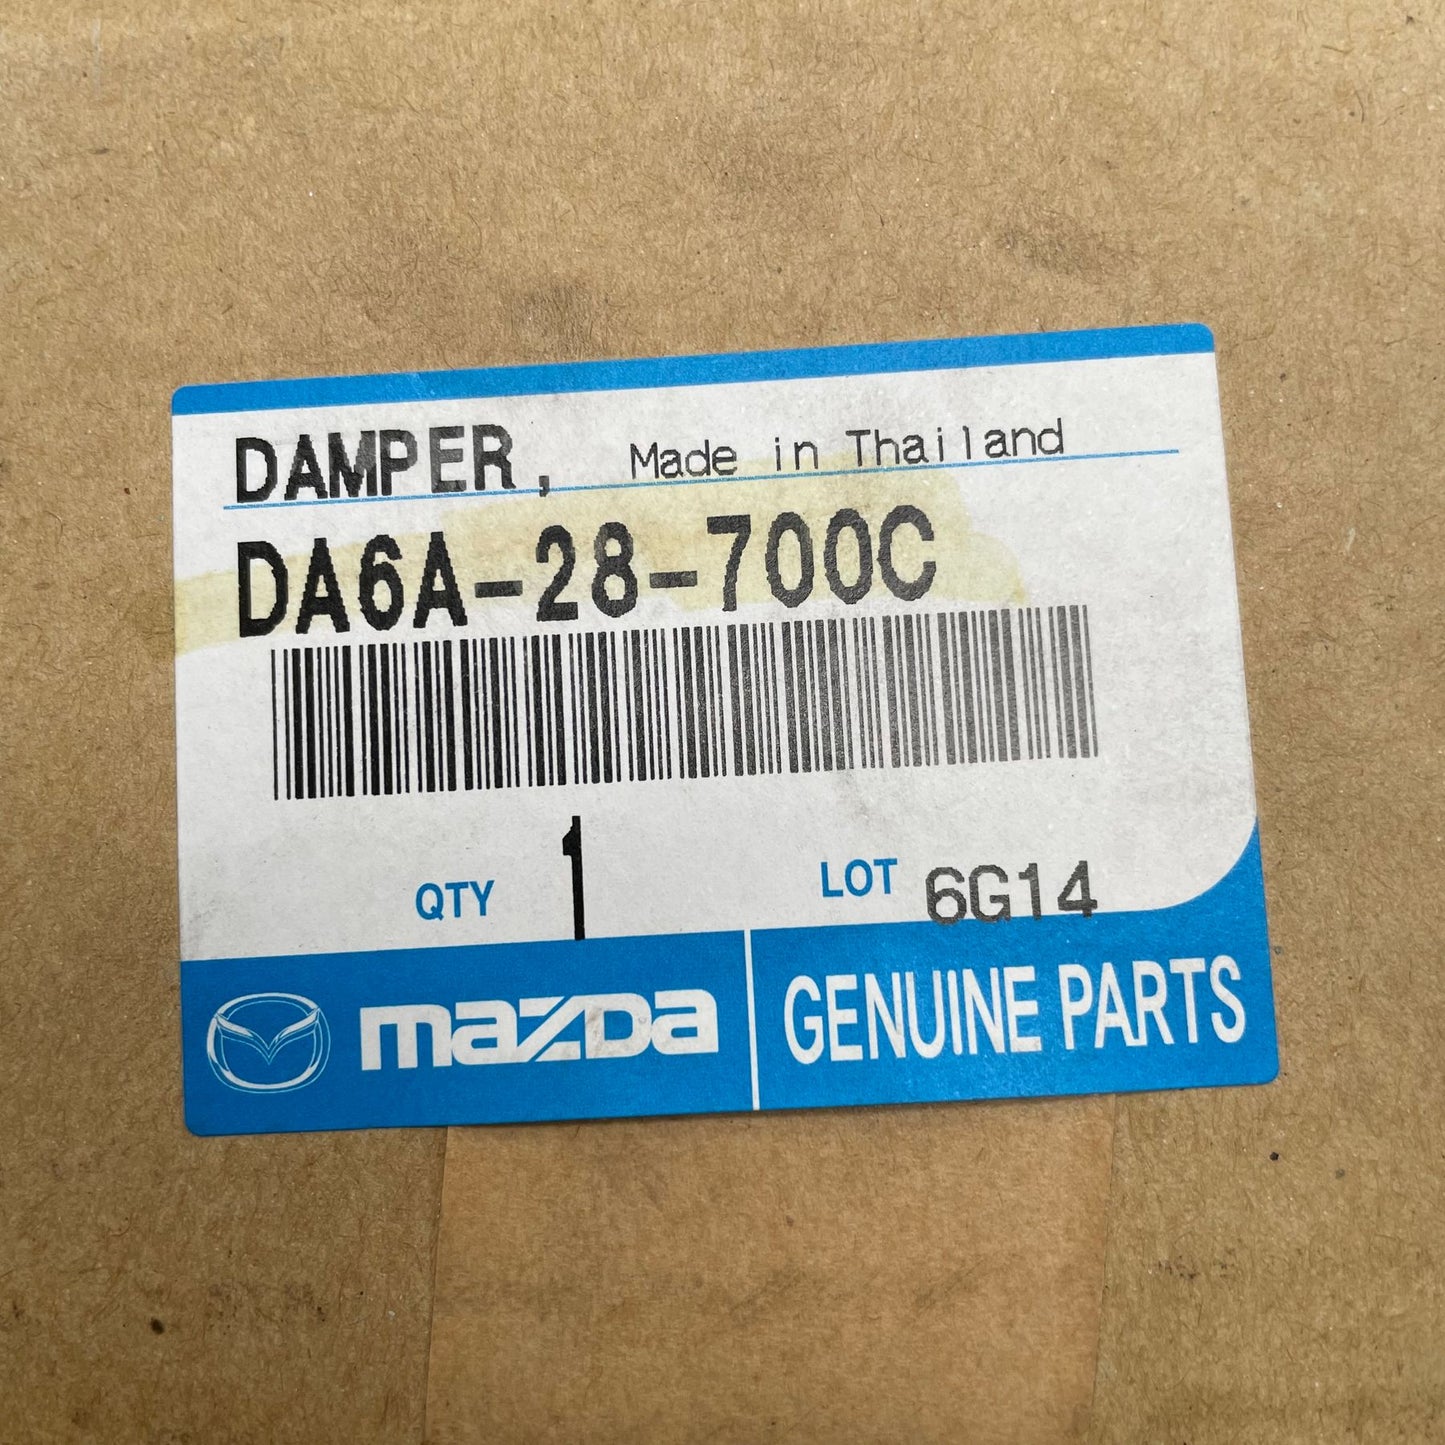 DAMPER, Made in Thailand
DA6A-28-700C
QTY 1 LOT 6G14
mazda GENUINE PARTS